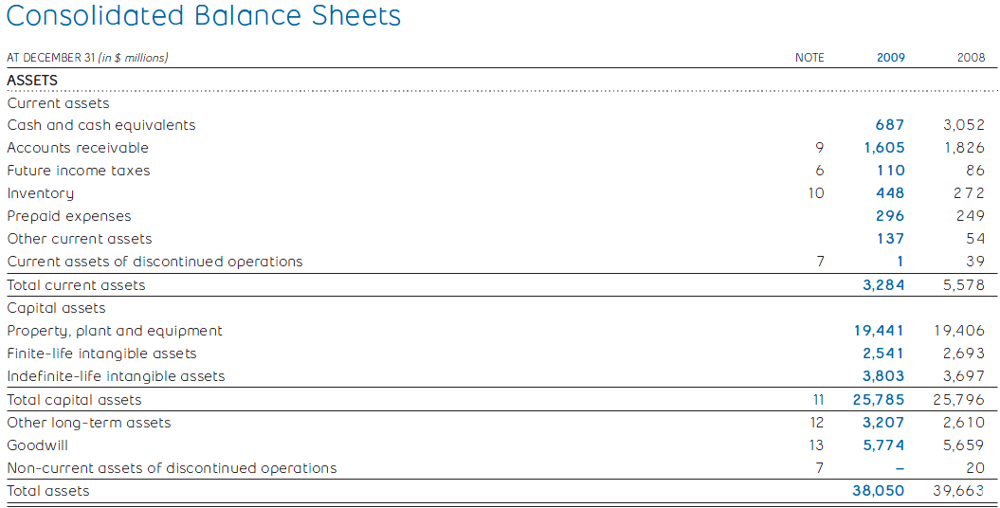 Consolidated Balance Sheets
AT DECEMBER 31 (in $ millions) NOTE 2009 2008
ASSETS
Current assets
Cash and cash equivalents 687 3,052
Accounts receivable 9 1,605 1,826
Future income taxes 6 110 86
Inventory 10 448 272
Prepaid expenses 296 249
Other current assets 137 54
Current assets of discontinued operations 7 1 39
Total current assets 3,284 5,578
Capital assets
Property, plant and equipment 19,441 19,406
Finite-life intangible assets 2,541 2,693
Indefinite-life intangible assets 3,803 3,697
Total capital assets 11 25,785 25,796
Other long-term assets 12 3,207 2,610
Goodwill 13 5,774 5,659
Non-current assets of discontinued operations 7 – 20
Total assets 38,050 39,663